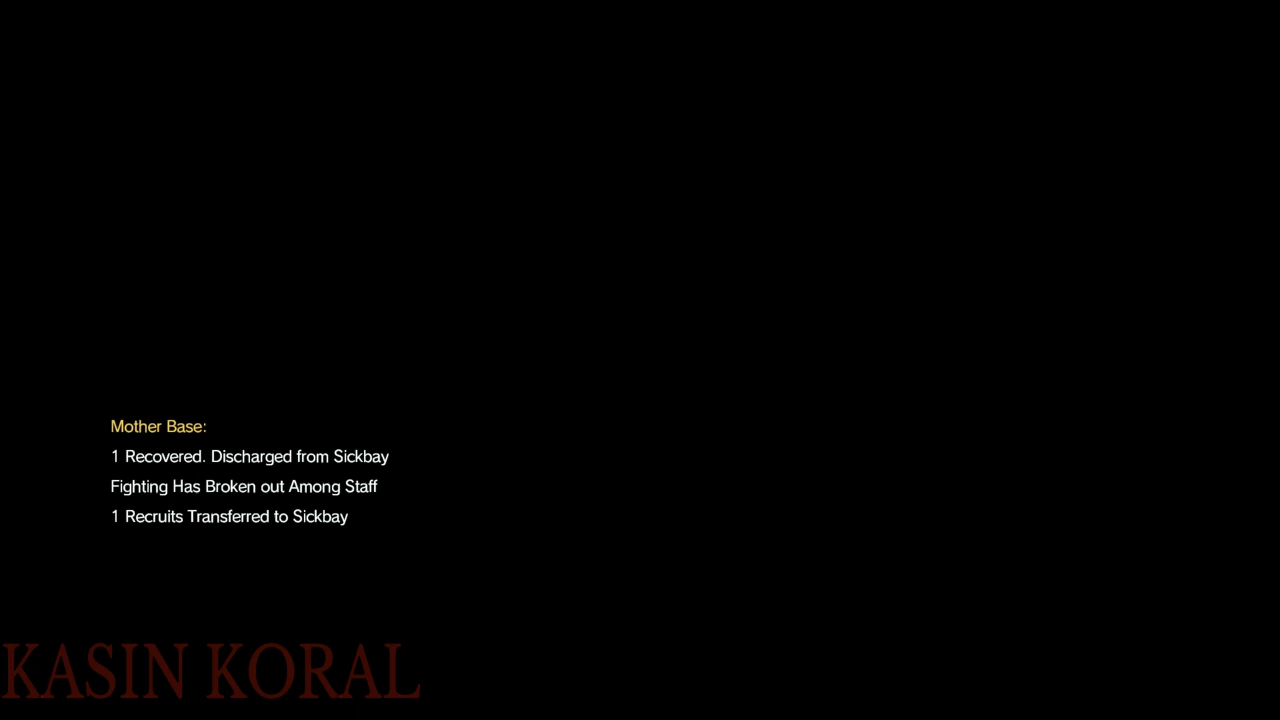 Mother Base:
1 Recovered. Discharged from Sickbay
Fighting Has Broken out Among Staff
1 Recruits Transferred to Sickbay
KASIN KORAL